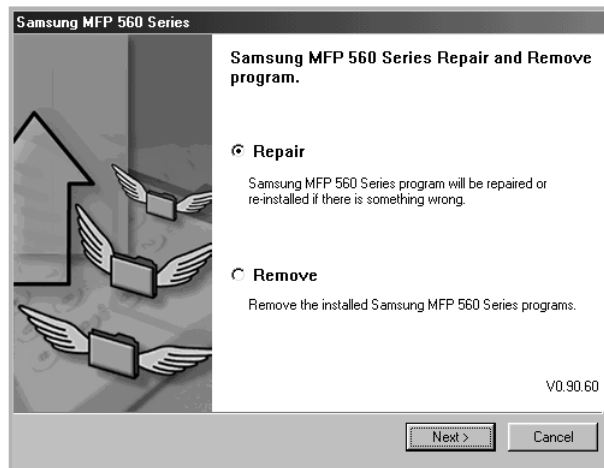 Samsung MFP 560 Series
Samsung MFP 560 Series Repair and Remove
program.
Repair
Samsung MFP 560 Series program will be repaired or
re-installed if there is something wrong.
Remove
Remove the installed Samsung MFP 560 Series programs.
V0.90.60
Next >
Cancel